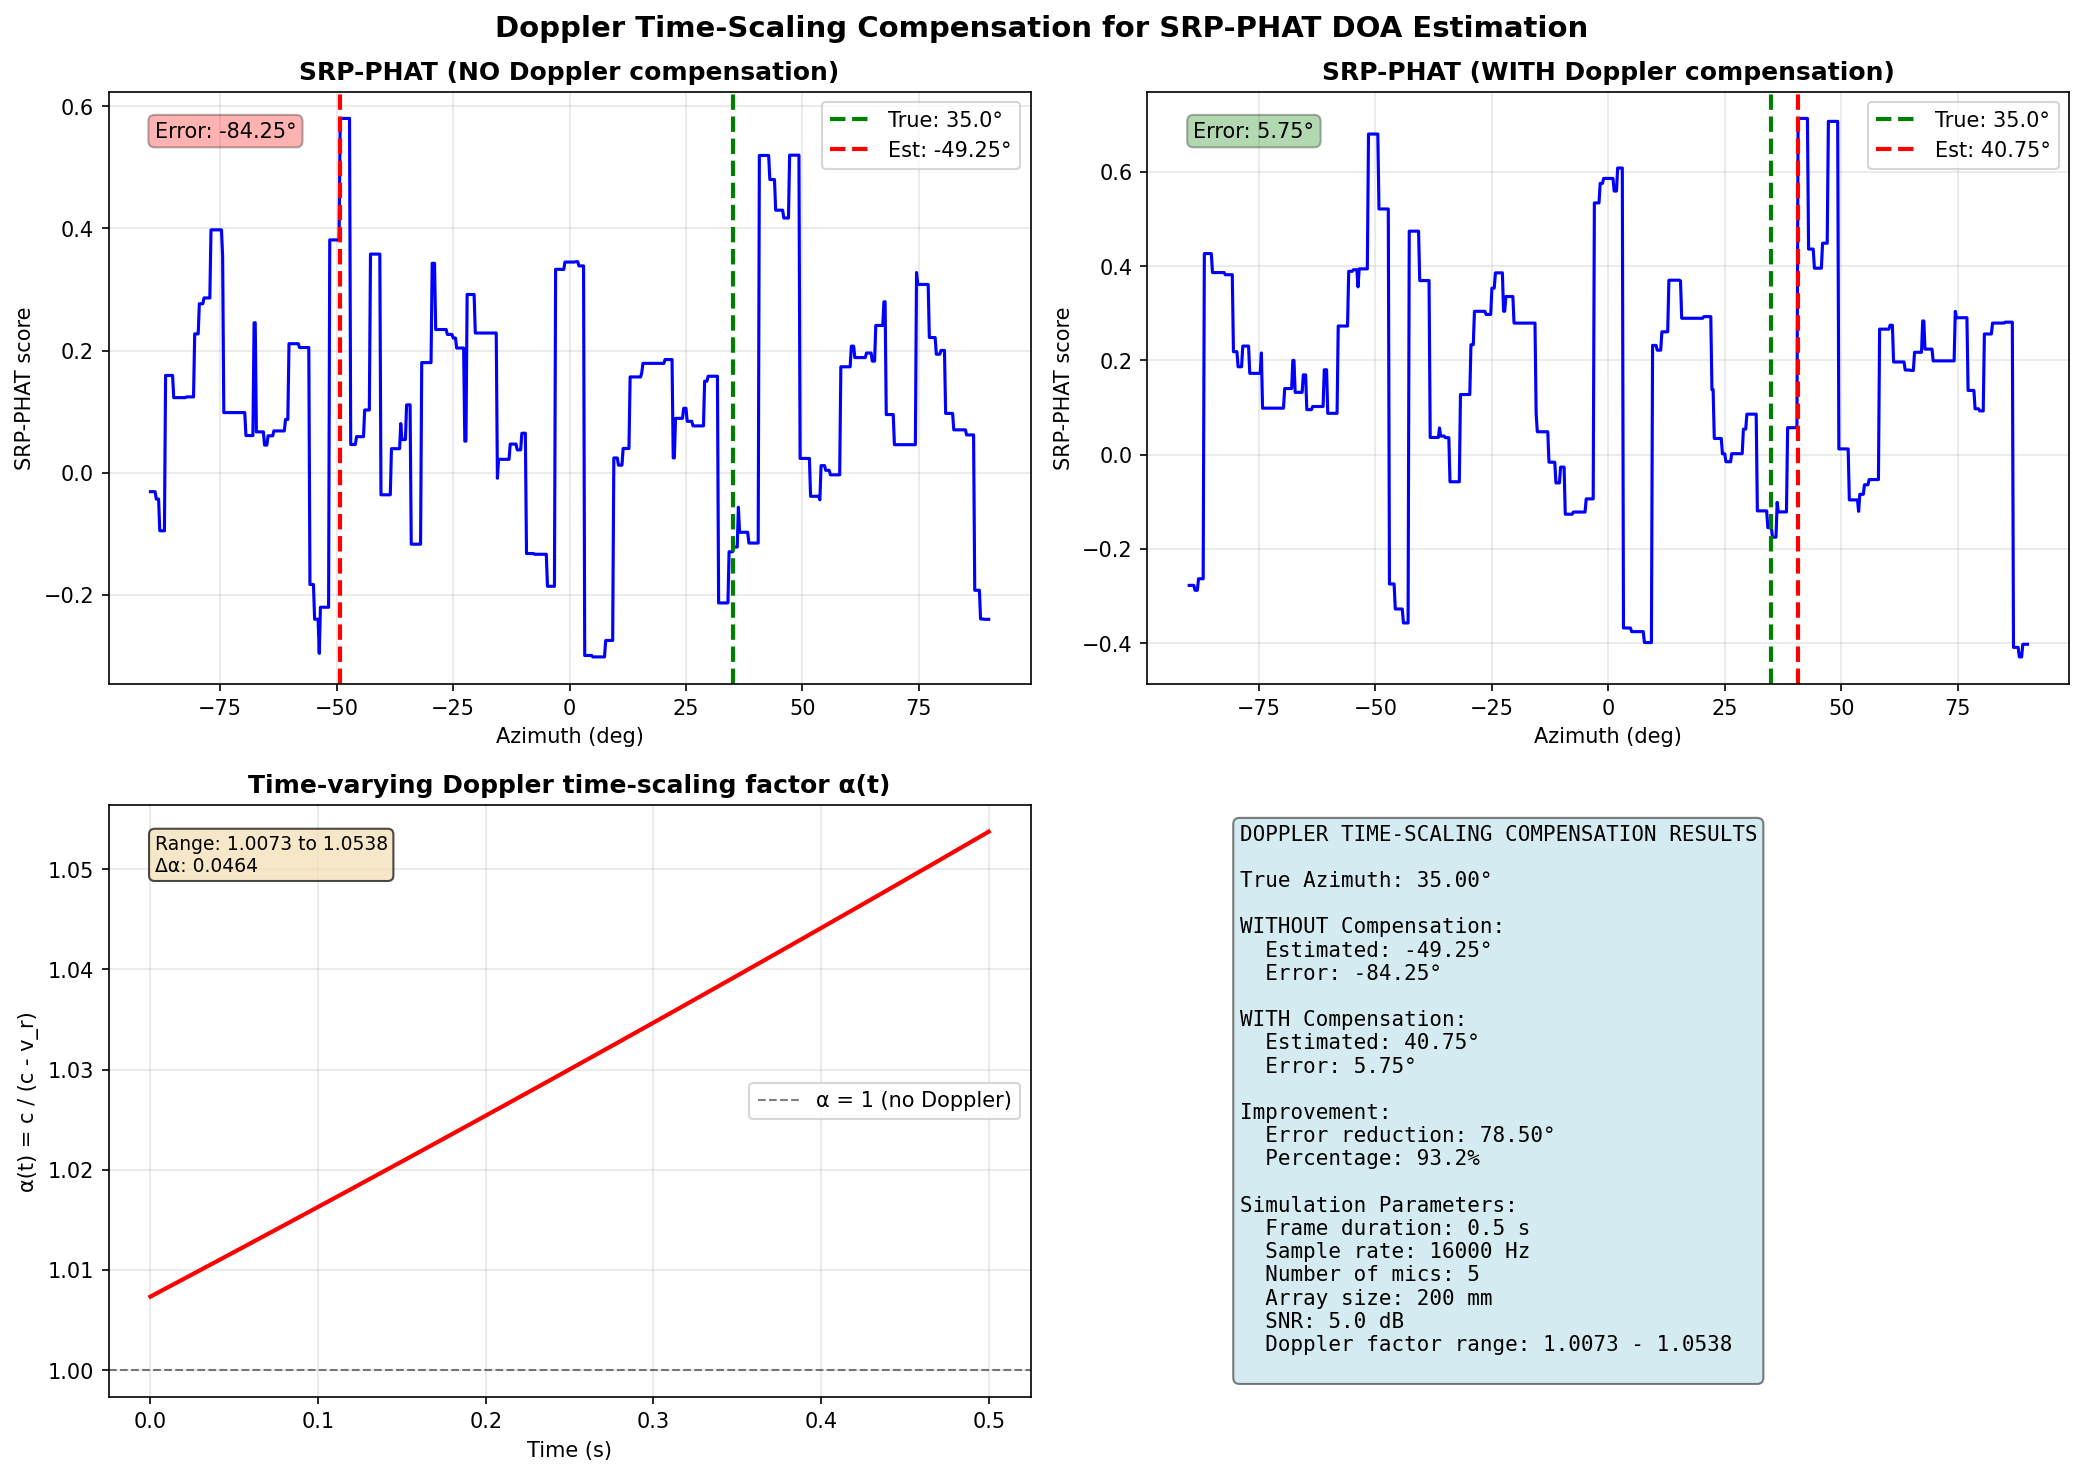 Doppler Time-Scaling Compensation for SRP-PHAT DOA Estimation
SRP-PHAT (NO Doppler compensation)
Error: -84.25°
True: 35.0°
Est: -49.25°
SRP-PHAT score
0.6
0.4
0.2
0.0
−0.2
−75
−50
−25
0
25
50
75
Azimuth (deg)
SRP-PHAT (WITH Doppler compensation)
Error: 5.75°
True: 35.0°
Est: 40.75°
SRP-PHAT score
0.6
0.4
0.2
0.0
−0.2
−0.4
−75
−50
−25
0
25
50
75
Azimuth (deg)
Time-varying Doppler time-scaling factor α(t)
Range: 1.0073 to 1.0538
Δα: 0.0464
α = 1 (no Doppler)
α(t) = c / (c - v_r)
1.05
1.04
1.03
1.02
1.01
1.00
0.0
0.1
0.2
0.3
0.4
0.5
Time (s)
DOPPLER TIME-SCALING COMPENSATION RESULTS
True Azimuth: 35.00°
WITHOUT Compensation:
Estimated: -49.25°
Error: -84.25°
WITH Compensation:
Estimated: 40.75°
Error: 5.75°
Improvement:
Error reduction: 78.50°
Percentage: 93.2%
Simulation Parameters:
Frame duration: 0.5 s
Sample rate: 16000 Hz
Number of mics: 5
Array size: 200 mm
SNR: 5.0 dB
Doppler factor range: 1.0073 - 1.0538